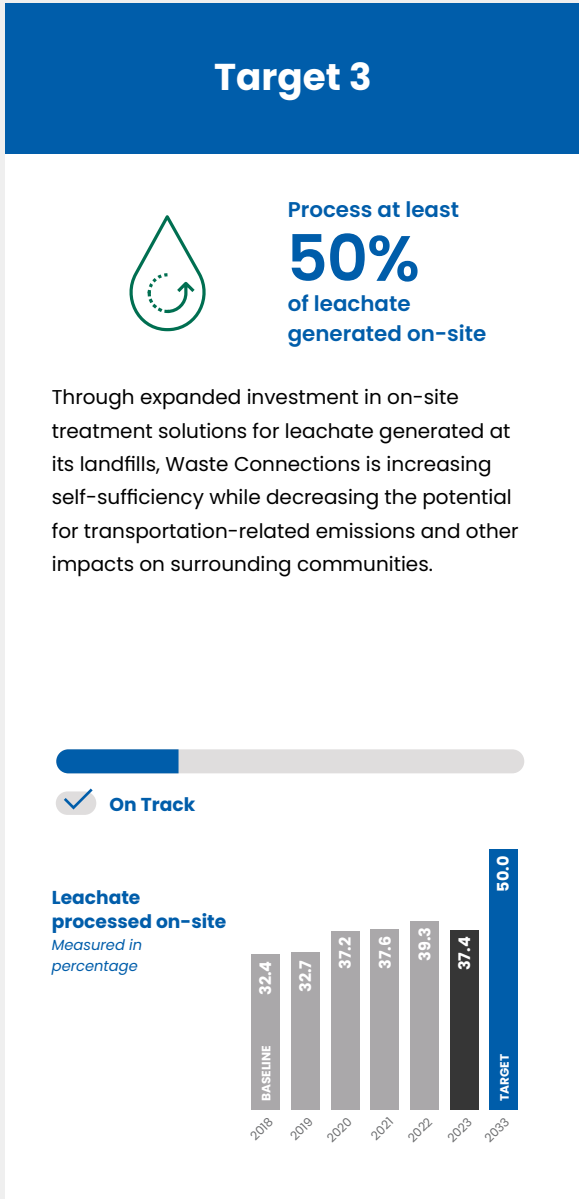 Target 3
Process at least
50%
of leachate
generated on-site
Through expanded investment in on-site
treatment solutions for leachate generated at
its landfills, Waste Connections is increasing
self-sufficiency while decreasing the potential
for transportation-related emissions and other
impacts on surrounding communities.
On Track
Leachate
processed on-site
Measured in
percentage
32.4
BASELINE
32.7
37.2
37.6
39.3
37.4
50.0
TARGET
2018
2019
2020
2021
2022
2023
2033